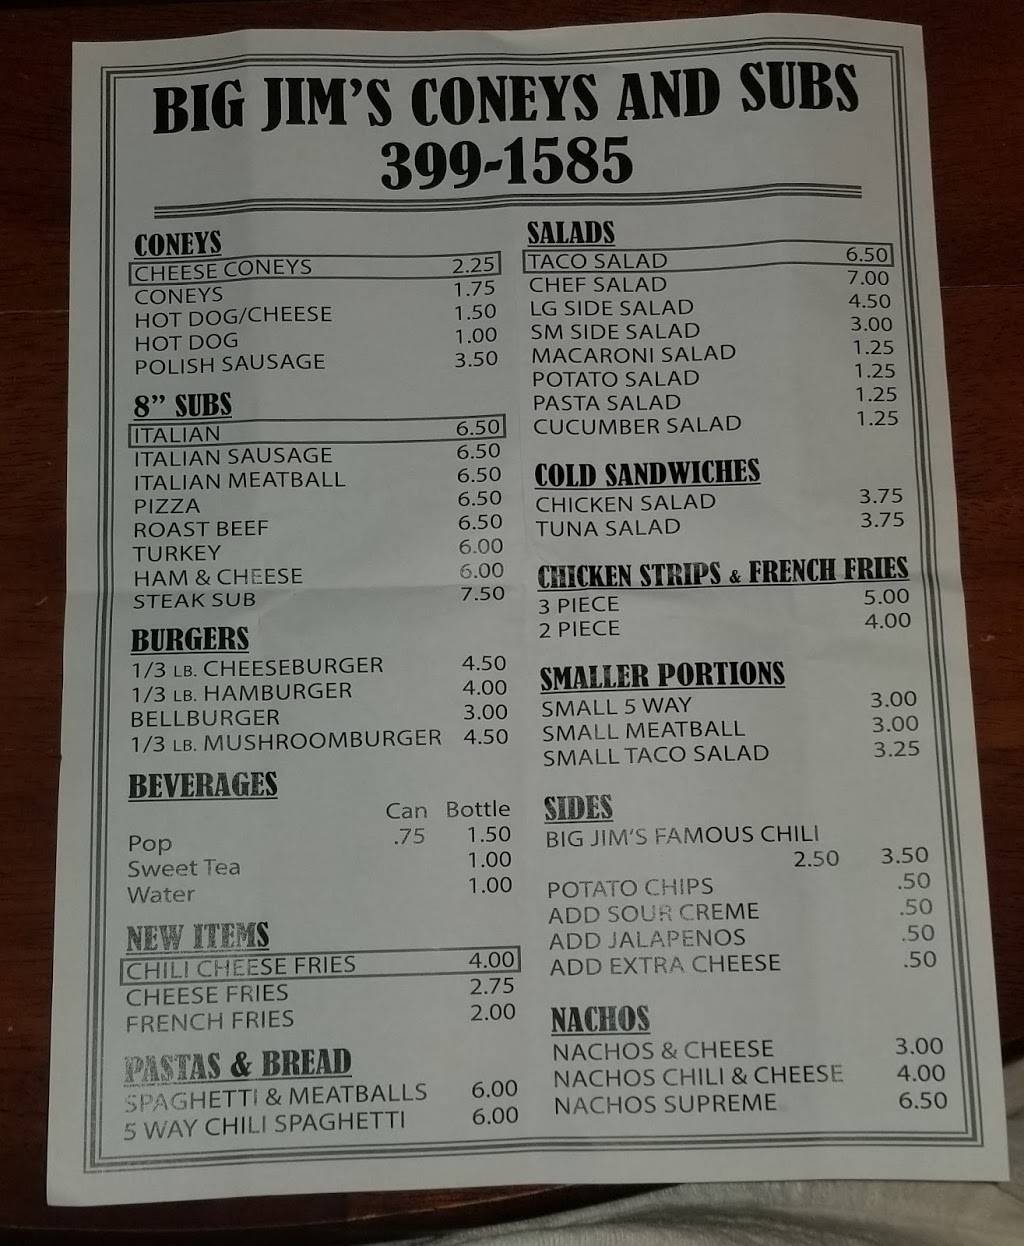 BIG JIM'S CONEYS AND SUBS
399-1585
CONEYS
CHEESE CONEYS 2.25
CONEYS 1.75
HOT DOG/CHEESE 1.50
HOT DOG 1.00
POLISH SAUSAGE 3.50
8" SUBS
ITALIAN 6.50
ITALIAN SAUSAGE 6.50
ITALIAN MEATBALL 6.50
PIZZA 6.50
ROAST BEEF 6.50
TURKEY 6.00
HAM & CHEESE 6.00
STEAK SUB 7.50
BURGERS
1/3 LB. CHEESEBURGER 4.50
1/3 LB. HAMBURGER 4.00
BELLBURGER 3.00
1/3 LB. MUSHROOMBURGER 4.50
BEVERAGES
Can Bottle
Pop .75 1.50
Sweet Tea 1.00
Water 1.00
NEW ITEMS
CHILI CHEESE FRIES 4.00
CHEESE FRIES 2.75
FRENCH FRIES 2.00
PASTAS & BREAD
SPAGHETTI & MEATBALLS 6.00
5 WAY CHILI SPAGHETTI 6.00
SALADS
TACO SALAD 6.50
CHEF SALAD 7.00
LG SIDE SALAD 4.50
SM SIDE SALAD 3.00
MACARONI SALAD 1.25
POTATO SALAD 1.25
PASTA SALAD 1.25
CUCUMBER SALAD 1.25
COLD SANDWICHES
CHICKEN SALAD 3.75
TUNA SALAD 3.75
CHICKEN STRIPS & FRENCH FRIES
3 PIECE 5.00
2 PIECE 4.00
SMALLER PORTIONS
SMALL 5 WAY 3.00
SMALL MEATBALL 3.00
SMALL TACO SALAD 3.25
SIDES
BIG JIM'S FAMOUS CHILI
2.50 3.50
POTATO CHIPS .50
ADD SOUR CREME .50
ADD JALAPENOS .50
ADD EXTRA CHEESE .50
NACHOS
NACHOS & CHEESE 3.00
NACHOS CHILI & CHEESE 4.00
NACHOS SUPREME 6.50